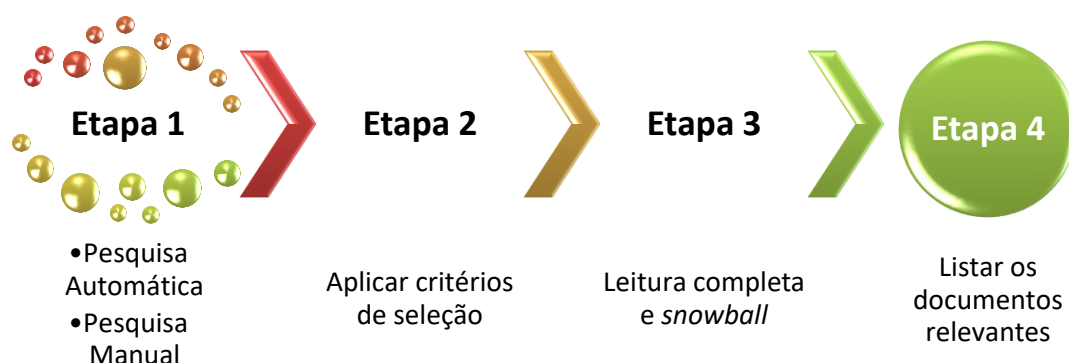 Etapa 1
•Pesquisa
Automática
•Pesquisa
Manual
Etapa 2
Aplicar critérios
de seleção
Etapa 3
Leitura completa
e snowball
Etapa 4
Listar os
documentos
relevantes